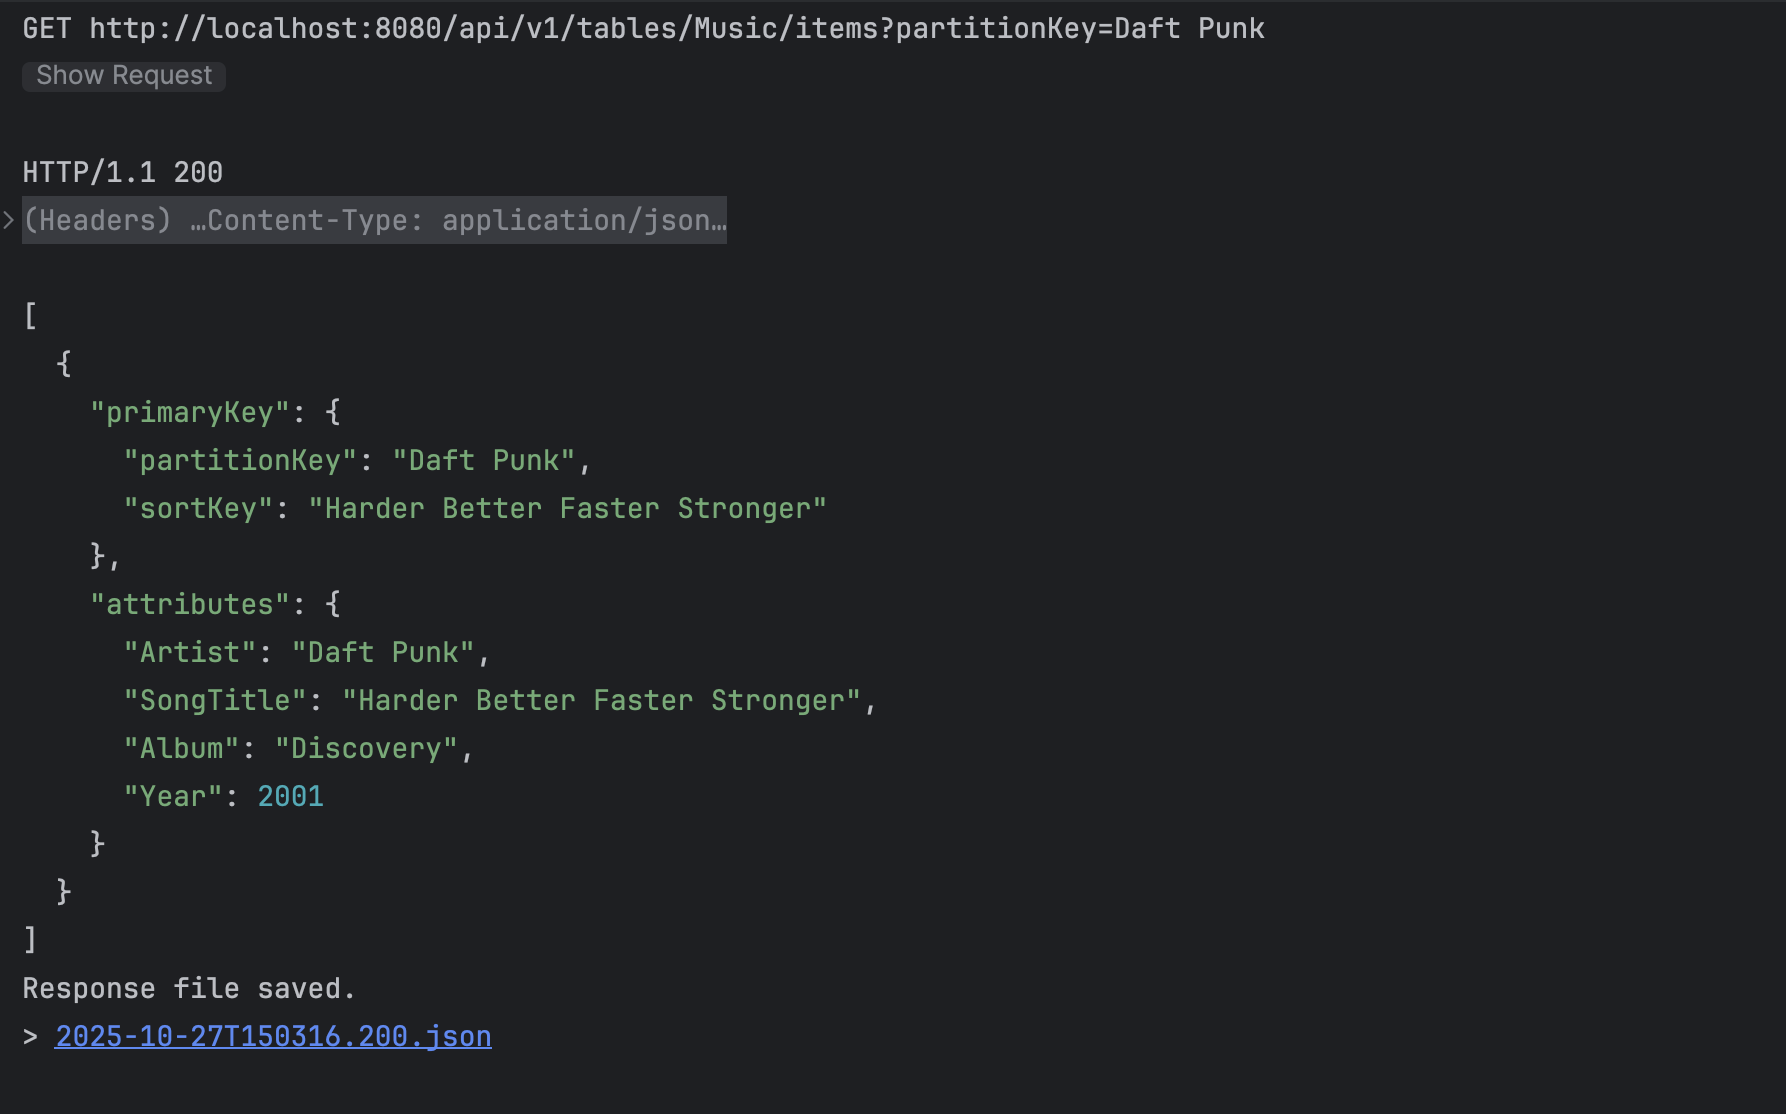 GET http://localhost:8080/api/v1/tables/Music/items?partitionKey=Daft Punk
Show Request
HTTP/1.1 200
(Headers) …Content-Type: application/json…
[
  {
    "primaryKey": {
      "partitionKey": "Daft Punk",
      "sortKey": "Harder Better Faster Stronger"
    },
    "attributes": {
      "Artist": "Daft Punk",
      "SongTitle": "Harder Better Faster Stronger",
      "Album": "Discovery",
      "Year": 2001
    }
  }
]
Response file saved.
> 2025-10-27T150316.200.json